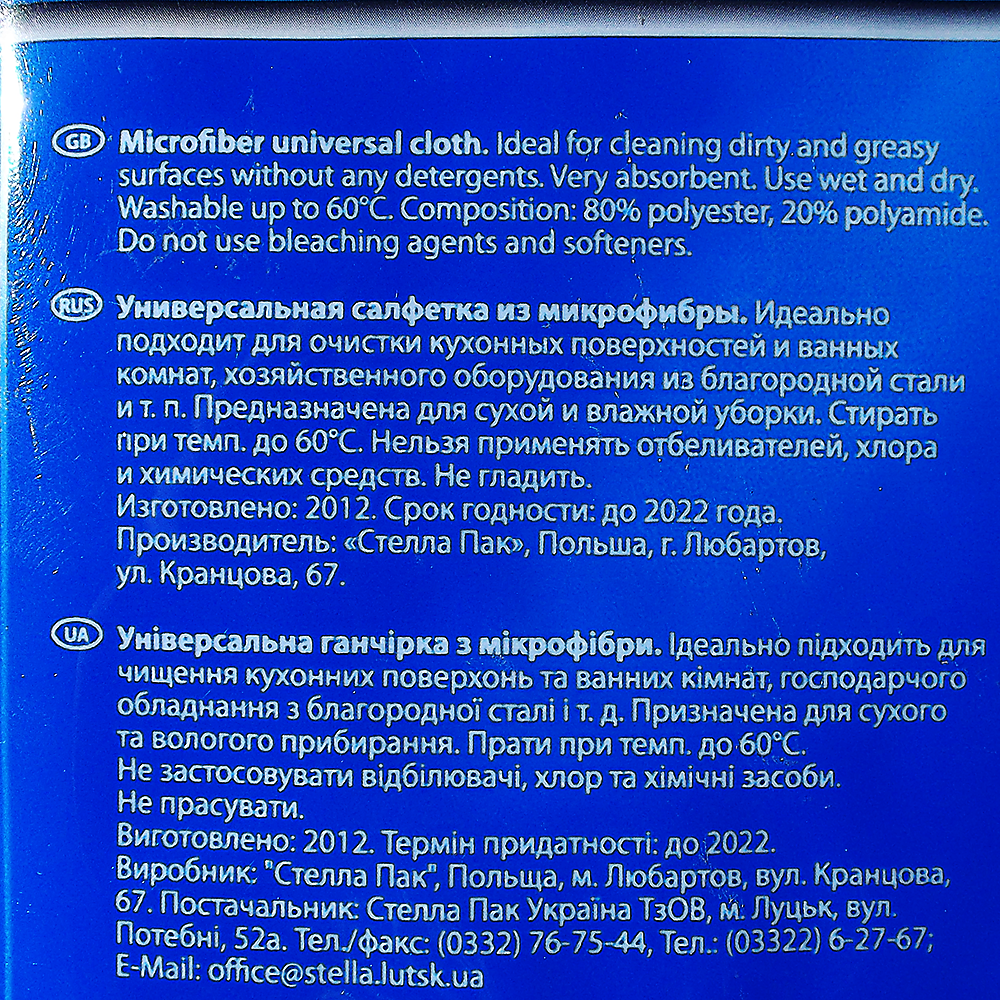 GB Microfiber universal cloth. Ideal for cleaning dirty and greasy
surfaces without any detergents. Very absorbent. Use wet and dry.
Washable up to 60°C. Composition: 80% polyester, 20% polyamide.
Do not use bleaching agents and softeners.
RUS Универсальная салфетка из микрофибры. Идеально
подходит для очистки кухонных поверхностей и ванных
комнат, хозяйственного оборудования из благородной стали
и т. п. Предназначена для сухой и влажной уборки. Стирать
при темп. до 60°C. Нельзя применять отбеливателей, хлора
и химических средств. Не гладить.
Изготовлено: 2012. Срок годности: до 2022 года.
Производитель: «Стелла Пак», Польша, г. Любартов,
ул. Кранцова, 67.
UA Універсальна ганчірка з мікрофібри. Ідеально підходить для
чищення кухонних поверхонь та ванних кімнат, господарчого
обладнання з благородної сталі і т. д. Призначена для сухого
та вологого прибирання. Прати при темп. до 60°C.
Не застосовувати відбілювачі, хлор та хімічні засоби.
Не прасувати.
Виготовлено: 2012. Термін придатності: до 2022.
Виробник: "Стелла Пак", Польща, м. Любартов, вул. Кранцова,
67. Постачальник: Стелла Пак Україна ТзОВ, м. Луцьк, вул.
Потебні, 52а. Тел./факс: (0332) 76-75-44, Тел.: (03322) 6-27-67;
E-Mail: office@stella.lutsk.ua